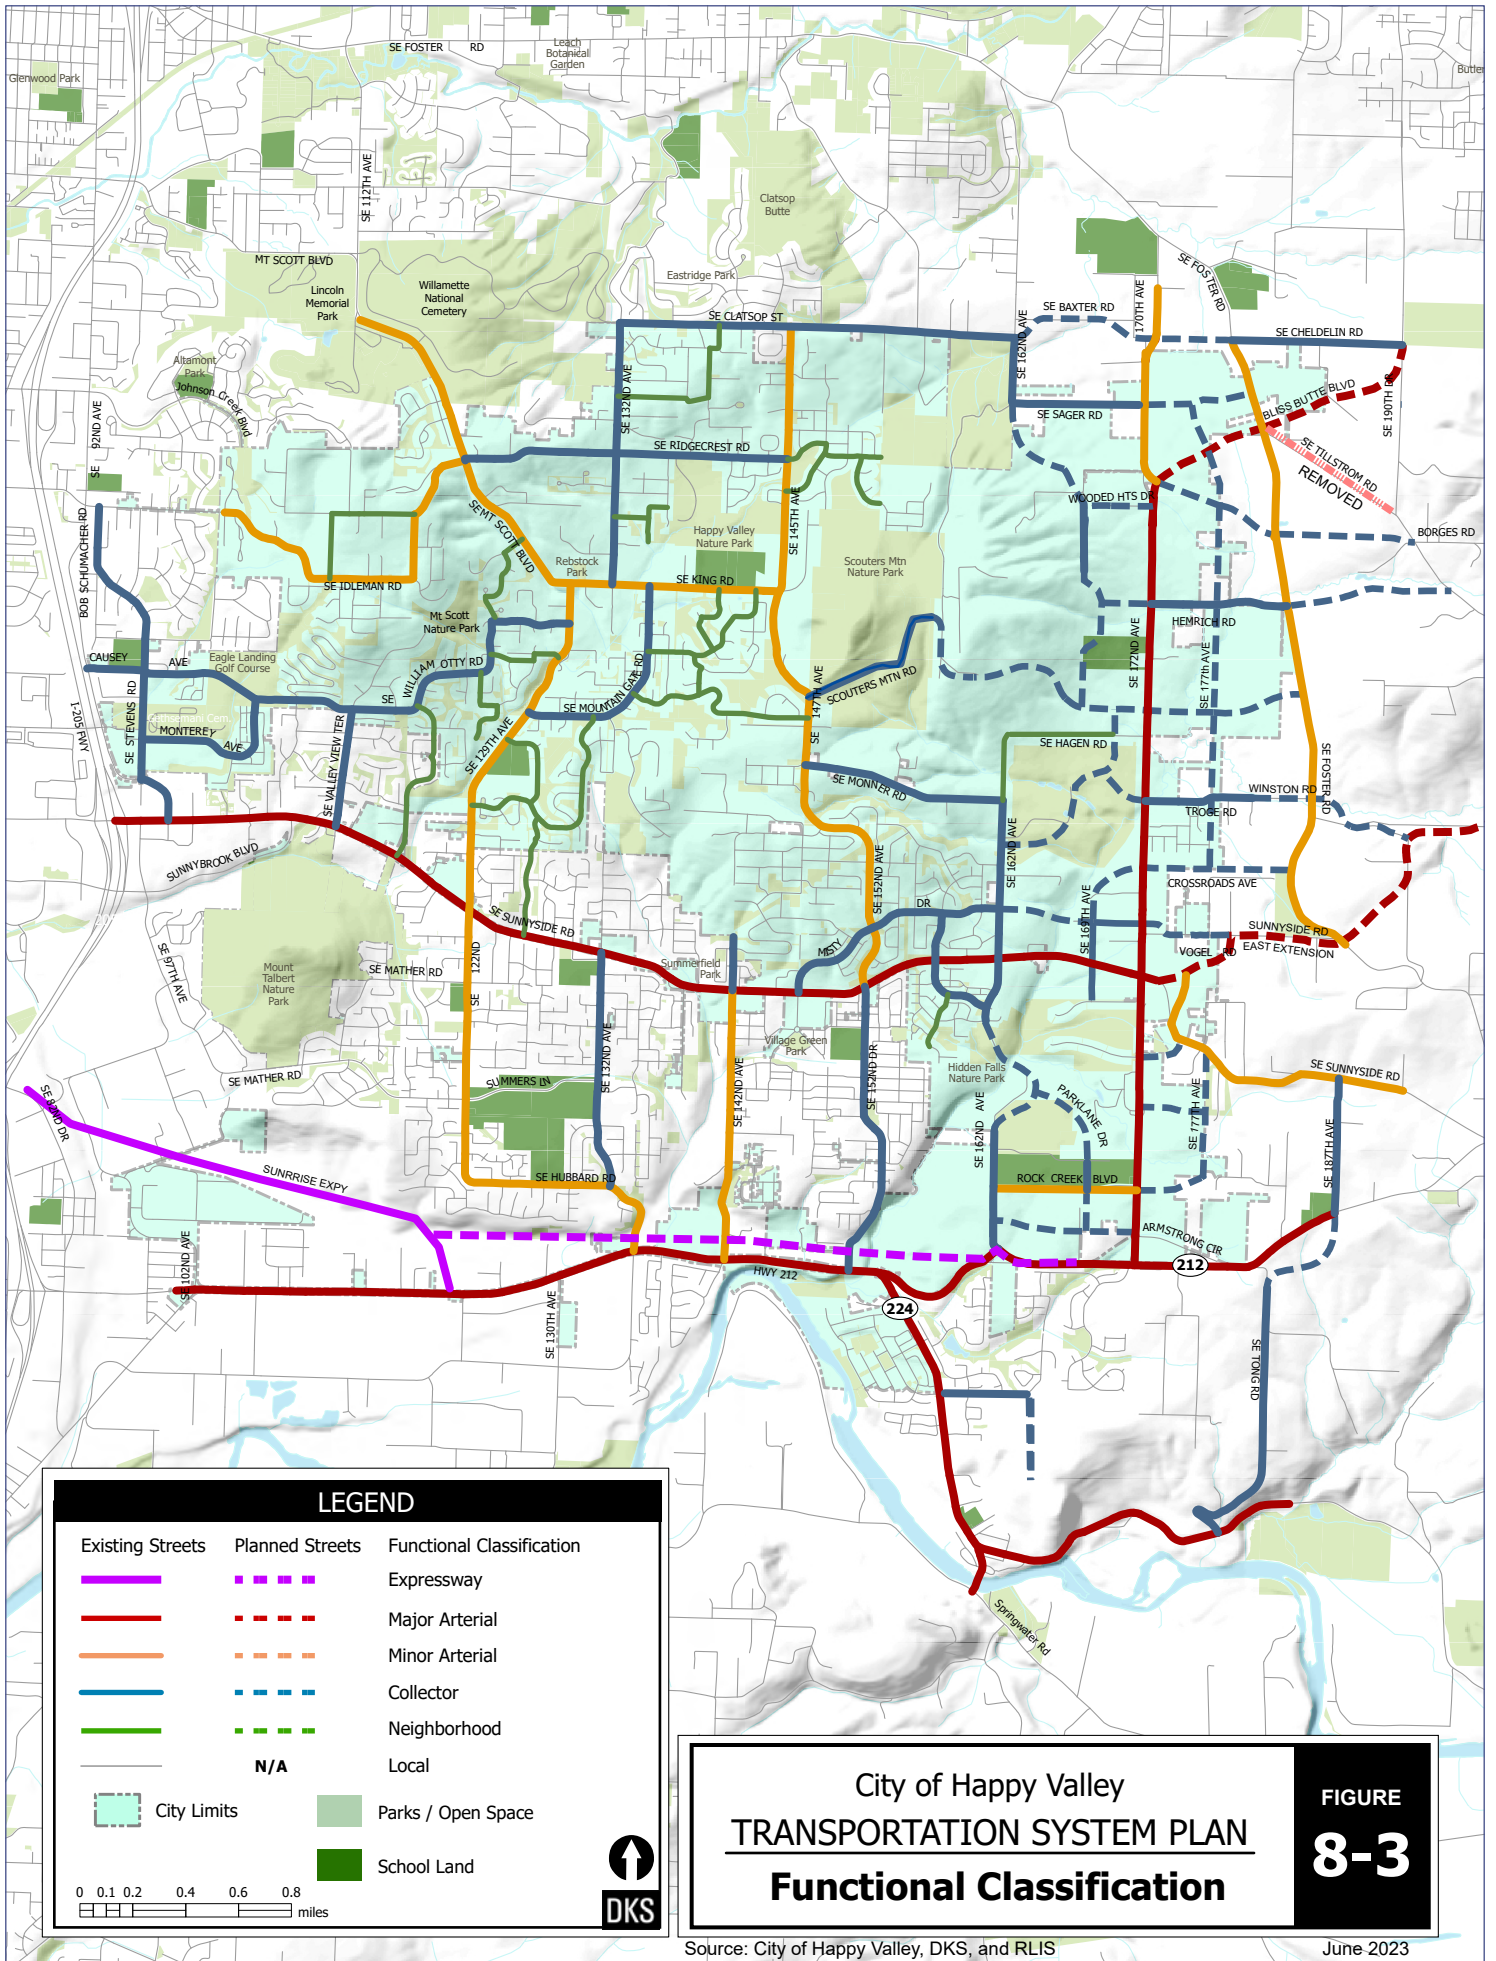 SE FOSTER RD
Leach
Botanical
Garden
Glenwood Park
Butler
SE 112TH AVE
Clatsop
Butte
MT SCOTT BLVD
Lincoln
Memorial
Park
Willamette
National
Cemetery
Eastridge Park
SE FOSTER RD
170TH AVE
SE BAXTER RD
SE CLATSOP ST
SE 162ND AVE
SE CHELDELIN RD
Altamont
Park
Johnson Creek Blvd
SE 92ND AVE
SE 132ND AVE
SE SAGER RD
BLISS BUTTE BLVD
SE 190TH DR
SE RIDGECREST RD
SE TILLSTROM RD
REMOVED
WOODED HTS DR
SE MT SCOTT BLVD
SE 145TH AVE
Happy Valley
Nature Park
BORGES RD
BOB SCHUMACHER RD
Rebstock
Park
Scouters Mtn
Nature Park
SE IDLEMAN RD
SE KING RD
Mt Scott
Nature Park
HEMRICH RD
SE 172ND AVE
SE 177th AVE
CAUSEY AVE
Eagle Landing
Golf Course
SE WILLIAM OTTY RD
SE MOUNTAIN GATE RD
SCOUTERS MTN RD
SE 147TH AVE
I-205 FWY
SE STEVENS RD
Gethsemani Cem.
MONTEREY AVE
SE VALLEY VIEW TER
SE 129TH AVE
SE HAGEN RD
SE FOSTER RD
SE MONNER RD
WINSTON RD
TROGE RD
SUNNYBROOK BLVD
SE 162ND AVE
SE 152ND AVE
CROSSROADS AVE
SE 169TH AVE
MISTY DR
SE SUNNYSIDE RD
SUNNYSIDE RD
EAST EXTENSION
VOGEL RD
SE 97TH AVE
Mount
Talbert
Nature
Park
SE MATHER RD
SE 122ND
Summerfield
Park
Village Green
Park
SE 132ND AVE
SE 142ND AVE
SE 152ND DR
Hidden Falls
Nature Park
SE SUNNYSIDE RD
SE MATHER RD
SUMMERS LN
SE 82ND DR
PARKLANE DR
SE 162ND AVE
SE 177TH AVE
SE 187TH AVE
SUNRRISE EXPY
SE HUBBARD RD
ROCK CREEK BLVD
ARMSTRONG CIR
SE 102ND AVE
HWY 212
212
224
SE 130TH AVE
SE TONG RD
Springwater Rd
LEGEND
Existing Streets Planned Streets Functional Classification
Expressway
Major Arterial
Minor Arterial
Collector
Neighborhood
N/A Local
City Limits Parks / Open Space
School Land
0 0.1 0.2 0.4 0.6 0.8
miles
DKS
City of Happy Valley
TRANSPORTATION SYSTEM PLAN
Functional Classification
FIGURE
8-3
Source: City of Happy Valley, DKS, and RLIS June 2023